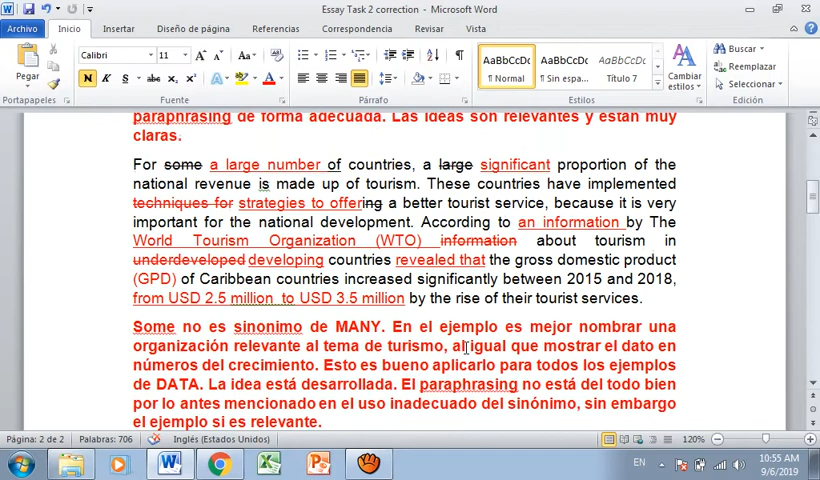 Essay Task 2 correction - Microsoft Word
Archivo Inicio Insertar Diseño de página Referencias Correspondencia Revisar Vista
Calibri 11 Aa
AaBbCcDc AaBbCcDc AaBbCcDc
Buscar
Reemplazar
Seleccionar
Pegar
N K S abc x₂ x² A
¶ Normal ¶ Sin espa... Título 7
Cambiar estilos
Portapapeles Fuente Párrafo Estilos Edición
paraphrasing de forma adecuada. Las ideas son relevantes y están muy
claras.
For some a large number of countries, a large significant proportion of the
national revenue is made up of tourism. These countries have implemented
techniques for strategies to offering a better tourist service, because it is very
important for the national development. According to an information by The
World Tourism Organization (WTO) information about tourism in
underdeveloped developing countries revealed that the gross domestic product
(GPD) of Caribbean countries increased significantly between 2015 and 2018,
from USD 2.5 million to USD 3.5 million by the rise of their tourist services.
Some no es sinonimo de MANY. En el ejemplo es mejor nombrar una
organización relevante al tema de turismo, al igual que mostrar el dato en
números del crecimiento. Esto es bueno aplicarlo para todos los ejemplos
de DATA. La idea está desarrollada. El paraphrasing no está del todo bien
por lo antes mencionado en el uso inadecuado del sinónimo, sin embargo
el ejemplo si es relevante.
Página: 2 de 2 Palabras: 706 Inglés (Estados Unidos) 120%
EN 10:55 AM
9/6/2019